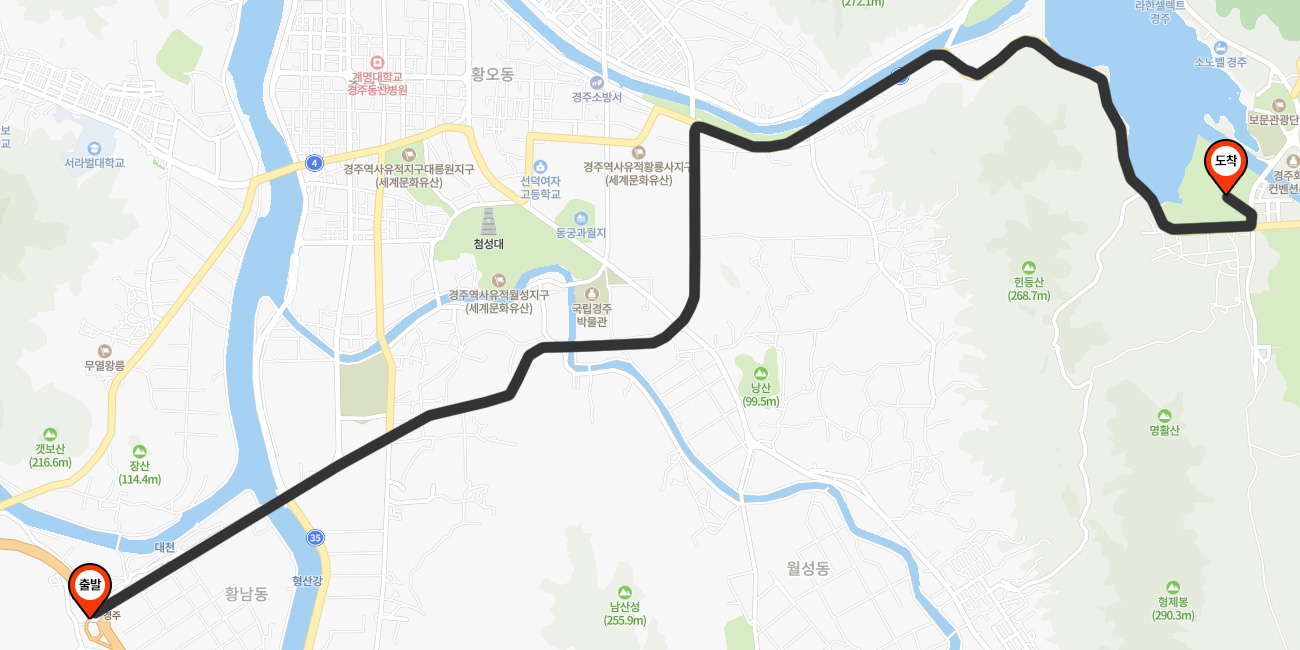 (272.1m)
라한셀렉트
경주
소노벨 경주
계명대학교
경주동산병원
황오동
경주소방서
보문관광단
보
교
서라벌대학교
4
경주역사유적지구대릉원지구
(세계문화유산)
선덕여자
고등학교
경주역사유적황룡사지구
(세계문화유산)
도착
경주화
컨벤션
첨성대
동궁과월지
경주역사유적월성지구
(세계문화유산)
국립경주
박물관
힌등산
(268.7m)
무열왕릉
낭산
(99.5m)
명활산
갯보산
(216.6m)
장산
(114.4m)
35
대천
출발
경주
황남동
형산강
월성동
남산성
(255.9m)
형제봉
(290.3m)